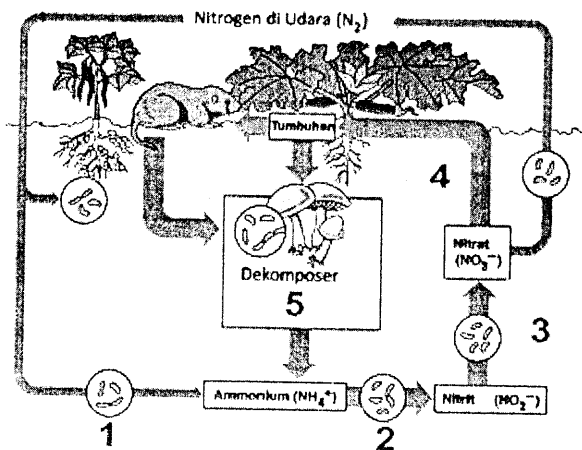 Nitrogen di Udara (N₂)
Tumbuhan
4
Nitrat
(NO₃⁻)
Dekomposer
5
3
Ammonium (NH₄⁺)
Nitrit (NO₂⁻)
1
2